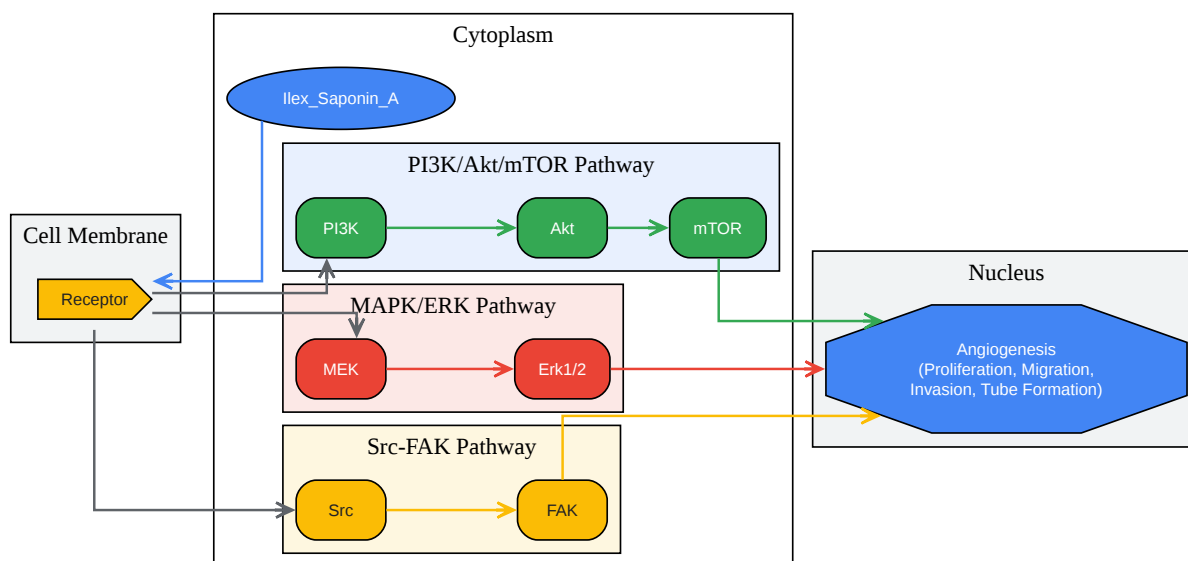 Cytoplasm
Ilex_Saponin_A
PI3K/Akt/mTOR Pathway
PI3K
Akt
mTOR
Cell Membrane
Receptor
MAPK/ERK Pathway
MEK
Erk1/2
Nucleus
Angiogenesis
(Proliferation, Migration,
Invasion, Tube Formation)
Src-FAK Pathway
Src
FAK